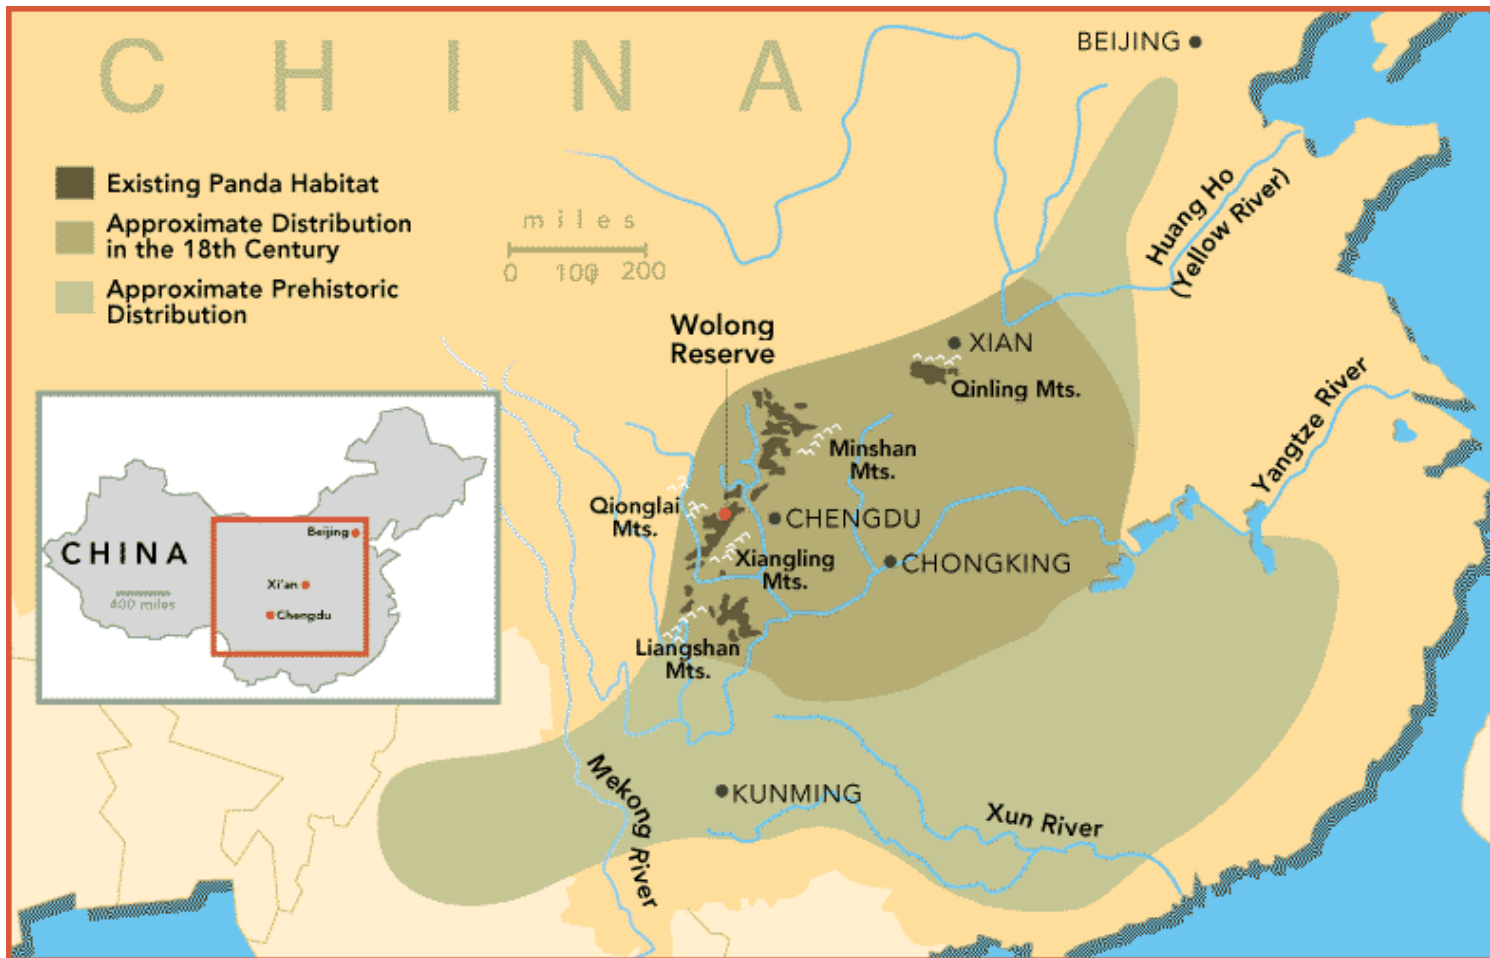 CHINA
BEIJING
Existing Panda Habitat
Approximate Distribution
in the 18th Century
Approximate Prehistoric
Distribution
miles
0 100 200
Huang Ho
(Yellow River)
Wolong
Reserve
XIAN
Qinling Mts.
Yangtze River
Minshan
Mts.
Qionglai
Mts.
CHENGDU
Xiangling
Mts.
CHONGKING
Liangshan
Mts.
CHINA
400 miles
Beijing
Xi'an
Chengdu
Mekong River
KUNMING
Xun River